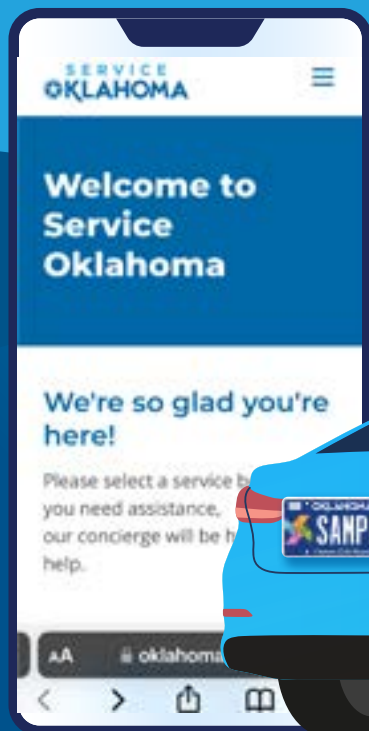 SERVICE
OKLAHOMA
Welcome to
Service
Oklahoma
We're so glad you're
here!
Please select a service
you need assistance,
our concierge will be
help.
OKLAHOMA
SAMP
AA oklahoma